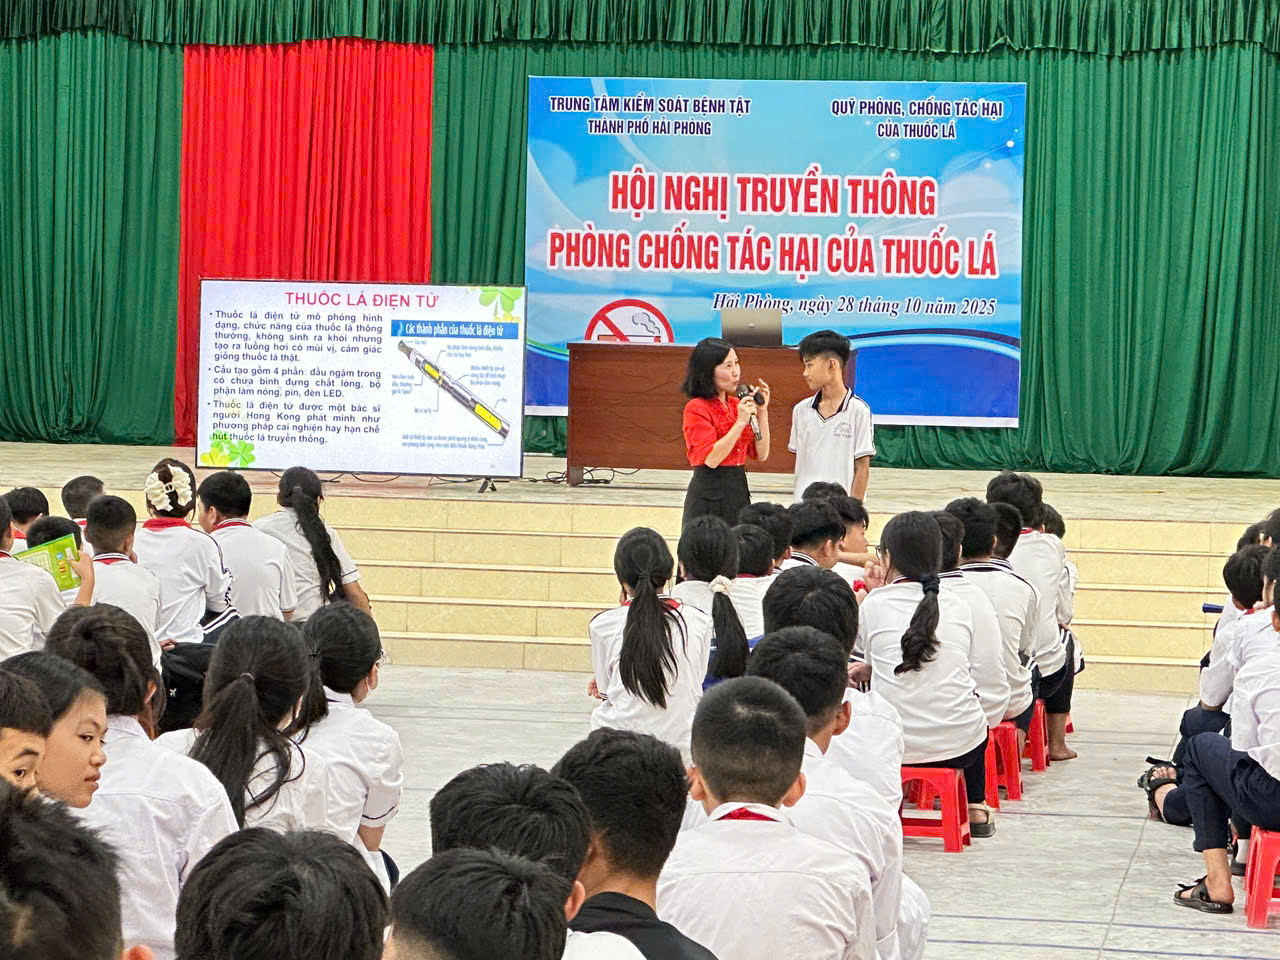 TRUNG TÂM KIỂM SOÁT BỆNH TẬT
THÀNH PHỐ HẢI PHÒNG
QUỸ PHÒNG, CHỐNG TÁC HẠI
CỦA THUỐC LÁ
HỘI NGHỊ TRUYỀN THÔNG
PHÒNG CHỐNG TÁC HẠI CỦA THUỐC LÁ
Hải Phòng, ngày 28 tháng 10 năm 2025
THUỐC LÁ ĐIỆN TỬ
• Thuốc lá điện tử mô phỏng hình
dạng, chức năng của thuốc lá thông
thường, không sinh ra khói nhưng
tạo ra luồng hơi có mùi vị, cảm giác
giống thuốc lá thật.
• Cấu tạo gồm 4 phần: đầu ngậm trong
có chứa bình đựng chất lỏng, bộ
phận làm nóng, pin, đèn LED.
• Thuốc lá điện tử được một bác sĩ
người Hong Kong phát minh như
phương pháp cai nghiện hay hạn chế
hút thuốc lá truyền thống.
Các thành phần của thuốc lá điện tử